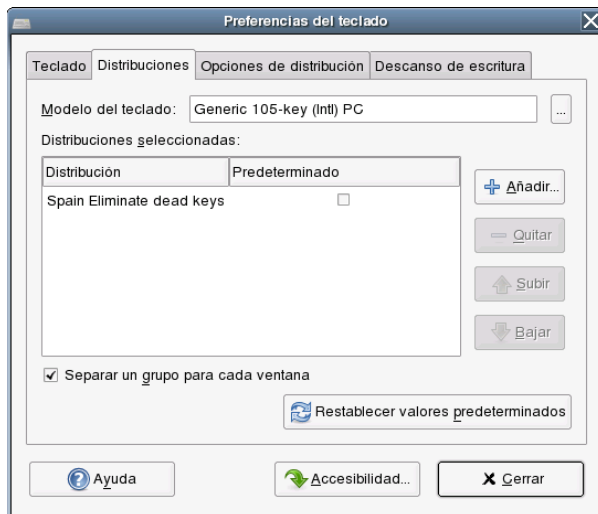 Preferencias del teclado
Teclado
Distribuciones
Opciones de distribución
Descanso de escritura
Modelo del teclado:
Generic 105-key (Intl) PC
...
Distribuciones seleccionadas:
Distribución
Predeterminado
Spain Eliminate dead keys
Añadir...
Quitar
Subir
Bajar
Separar un grupo para cada ventana
Restablecer valores predeterminados
Ayuda
Accesibilidad...
Cerrar